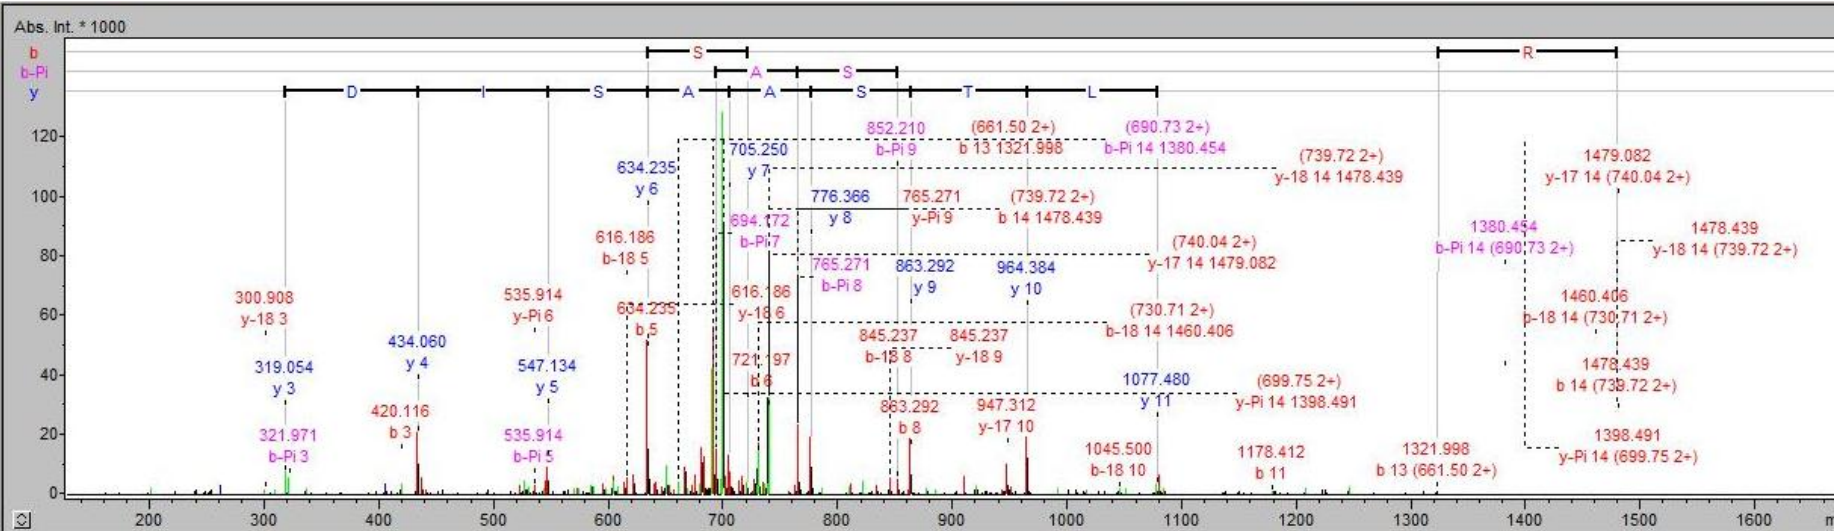 Abs. Int. * 1000
b
b-Pi
y
S
R
A
S
D
I
S
A
A
S
T
L
120
100
80
60
40
20
0
852.210
b-Pi 9
(661.50 2+)
b 13 1321.998
(690.73 2+)
b-Pi 14 1380.454
705.250
y 7
634.235
y 6
(739.72 2+)
y-18 14 1478.439
1479.082
y-17 14 (740.04 2+)
776.366
y 8
765.271
y-Pi 9
(739.72 2+)
b 14 1478.439
694.172
b-Pi 7
616.186
b-18 5
(740.04 2+)
y-17 14 1479.082
1380.454
b-Pi 14 (690.73 2+)
1478.439
y-18 14 (739.72 2+)
765.271
b-Pi 8
863.292
y 9
964.384
y 10
300.908
y-18 3
535.914
y-Pi 6
634.235
b 5
616.186
y-18 6
(730.71 2+)
b-18 14 1460.406
1460.406
b-18 14 (730.71 2+)
434.060
y 4
845.237
b-18 8
845.237
y-18 9
319.054
y 3
547.134
y 5
721.197
b 6
1077.480
y 11
(699.75 2+)
y-Pi 14 1398.491
1478.439
b 14 (739.72 2+)
420.116
b 3
863.292
b 8
947.312
y-17 10
321.971
b-Pi 3
535.914
b-Pi 5
1045.500
b-18 10
1178.412
b 11
1321.998
b 13 (661.50 2+)
1398.491
y-Pi 14 (699.75 2+)
200
300
400
500
600
700
800
900
1000
1100
1200
1300
1400
1500
1600